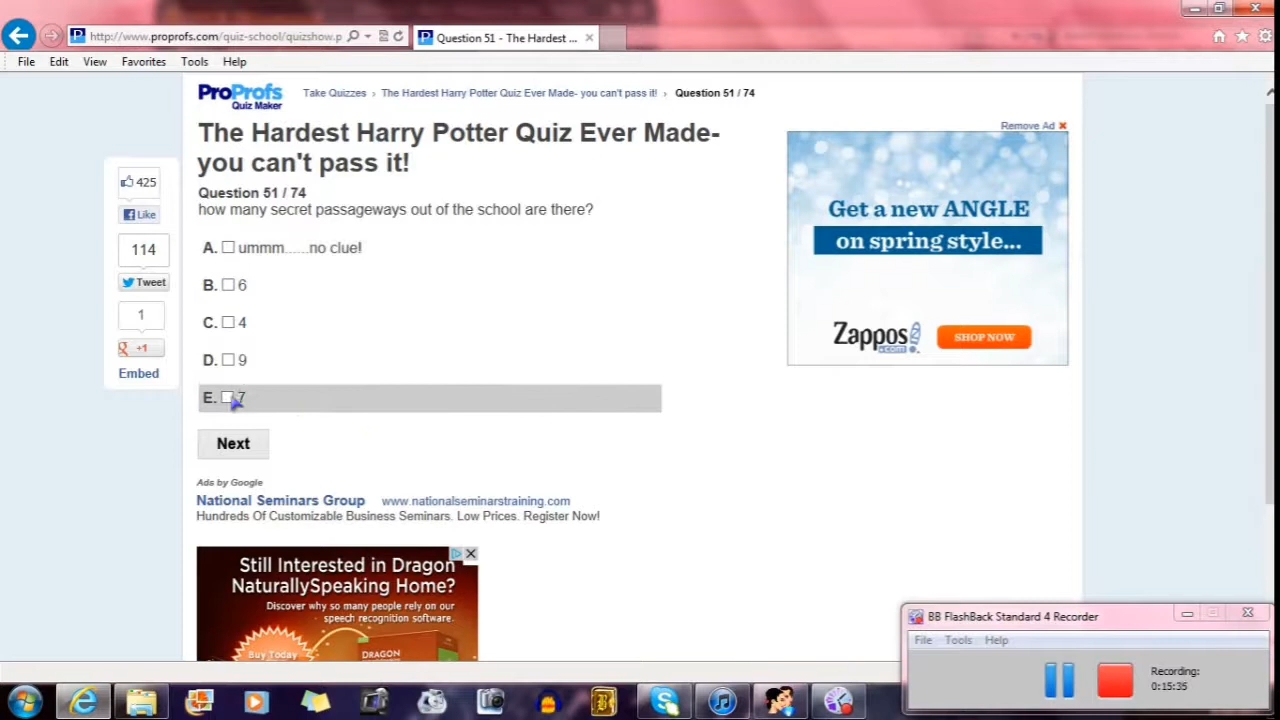 http://www.proprofs.com/quiz-school/quizshow.p
Question 51 - The Hardest ...
File Edit View Favorites Tools Help
ProProfs
Quiz Maker
Take Quizzes › The Hardest Harry Potter Quiz Ever Made- you can't pass it! › Question 51 / 74
The Hardest Harry Potter Quiz Ever Made-
you can't pass it!
Question 51 / 74
how many secret passageways out of the school are there?
A. ummm......no clue!
B. 6
C. 4
D. 9
E. 7
Next
425
Like
114
Tweet
1
+1
Embed
Remove Ad
Get a new ANGLE
on spring style...
Zappos.com
SHOP NOW
Ads by Google
National Seminars Group www.nationalseminarstraining.com
Hundreds Of Customizable Business Seminars. Low Prices. Register Now!
Still Interested in Dragon
NaturallySpeaking Home?
Discover why so many people rely on our
speech recognition software.
Buy Today
DRAGON
BB FlashBack Standard 4 Recorder
File Tools Help
Recording:
0:15:35